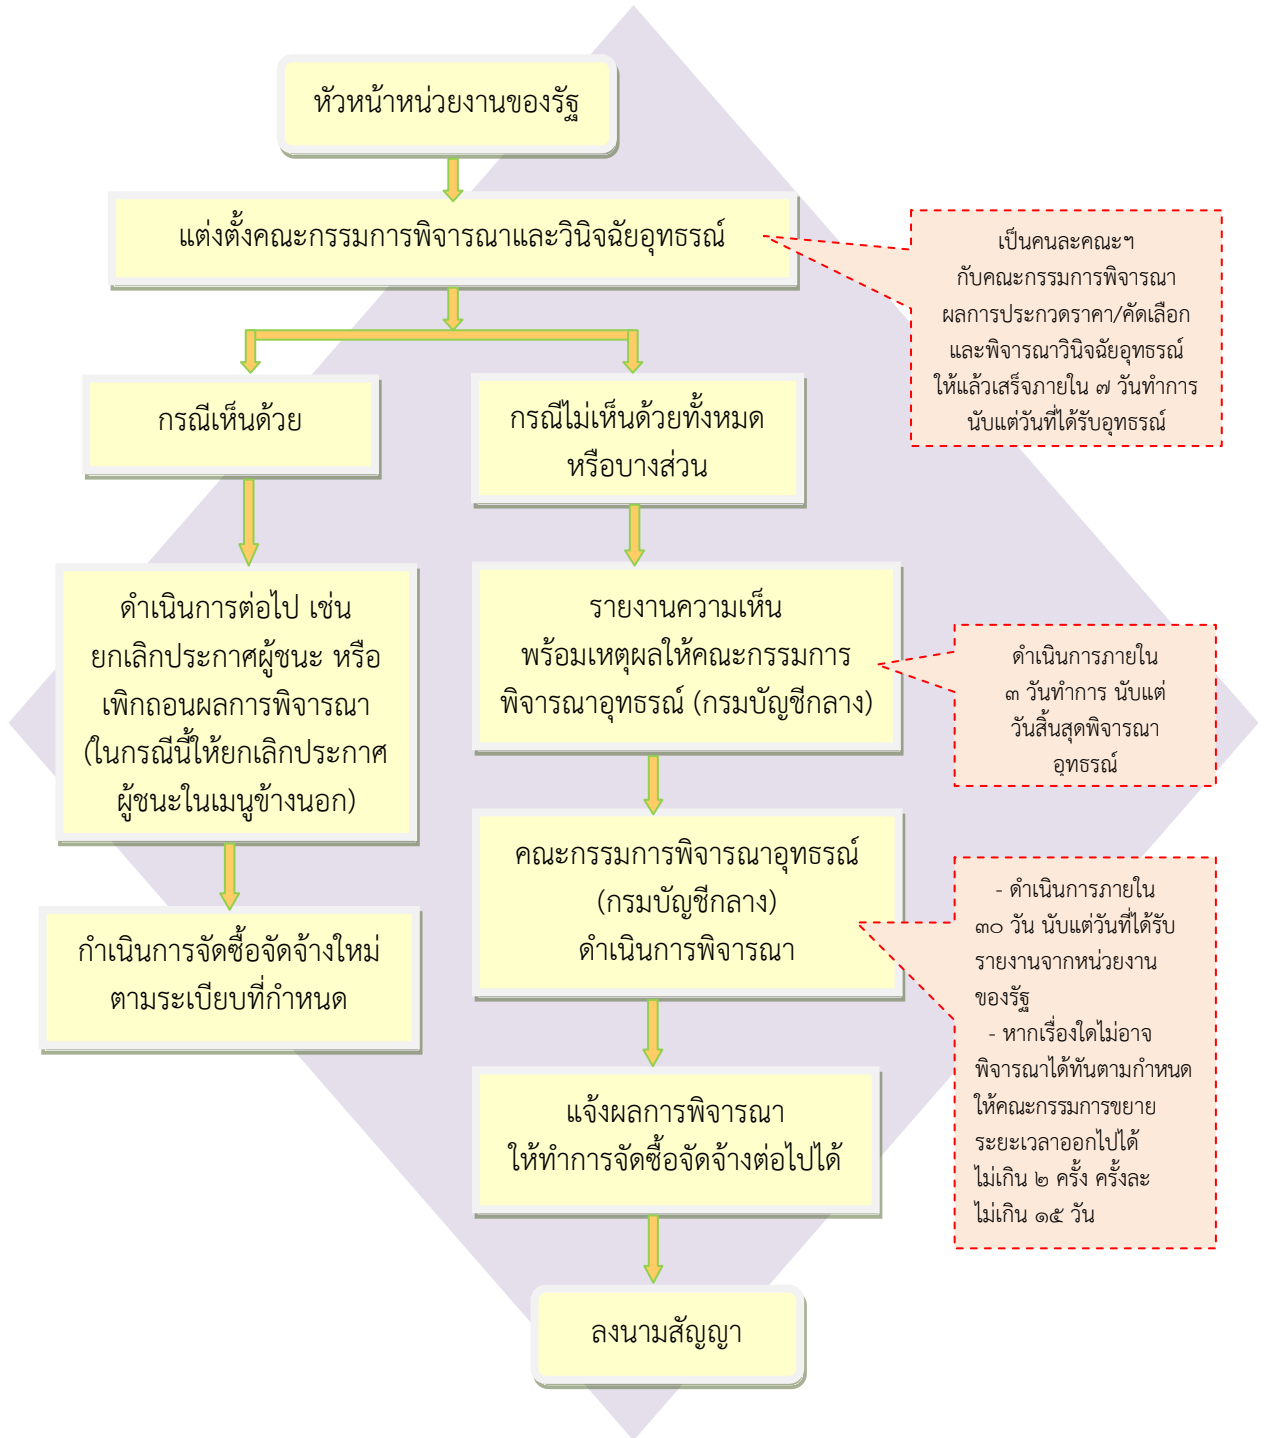 หัวหน้าหน่วยงานของรัฐ
แต่งตั้งคณะกรรมการพิจารณาและวินิจฉัยอุทธรณ์
เป็นคนละคณะฯ
กับคณะกรรมการพิจารณา
ผลการประกวดราคา/คัดเลือก
และพิจารณาวินิจฉัยอุทธรณ์
ให้แล้วเสร็จภายใน ๗ วันทำการ
นับแต่วันที่ได้รับอุทธรณ์
กรณีเห็นด้วย
กรณีไม่เห็นด้วยทั้งหมด
หรือบางส่วน
ดำเนินการต่อไป เช่น
ยกเลิกประกาศผู้ชนะ หรือ
เพิกถอนผลการพิจารณา
(ในกรณีนี้ให้ยกเลิกประกาศ
ผู้ชนะในเมนูข้างนอก)
รายงานความเห็น
พร้อมเหตุผลให้คณะกรรมการ
พิจารณาอุทธรณ์ (กรมบัญชีกลาง)
ดำเนินการภายใน
๓ วันทำการ นับแต่
วันสิ้นสุดพิจารณา
อุทธรณ์
กำเนินการจัดซื้อจัดจ้างใหม่
ตามระเบียบที่กำหนด
คณะกรรมการพิจารณาอุทธรณ์
(กรมบัญชีกลาง)
ดำเนินการพิจารณา
- ดำเนินการภายใน
๓๐ วัน นับแต่วันที่ได้รับ
รายงานจากหน่วยงาน
ของรัฐ
- หากเรื่องใดไม่อาจ
พิจารณาได้ทันตามกำหนด
ให้คณะกรรมการขยาย
ระยะเวลาออกไปได้
ไม่เกิน ๒ ครั้ง ครั้งละ
ไม่เกิน ๑๕ วัน
แจ้งผลการพิจารณา
ให้ทำการจัดซื้อจัดจ้างต่อไปได้
ลงนามสัญญา